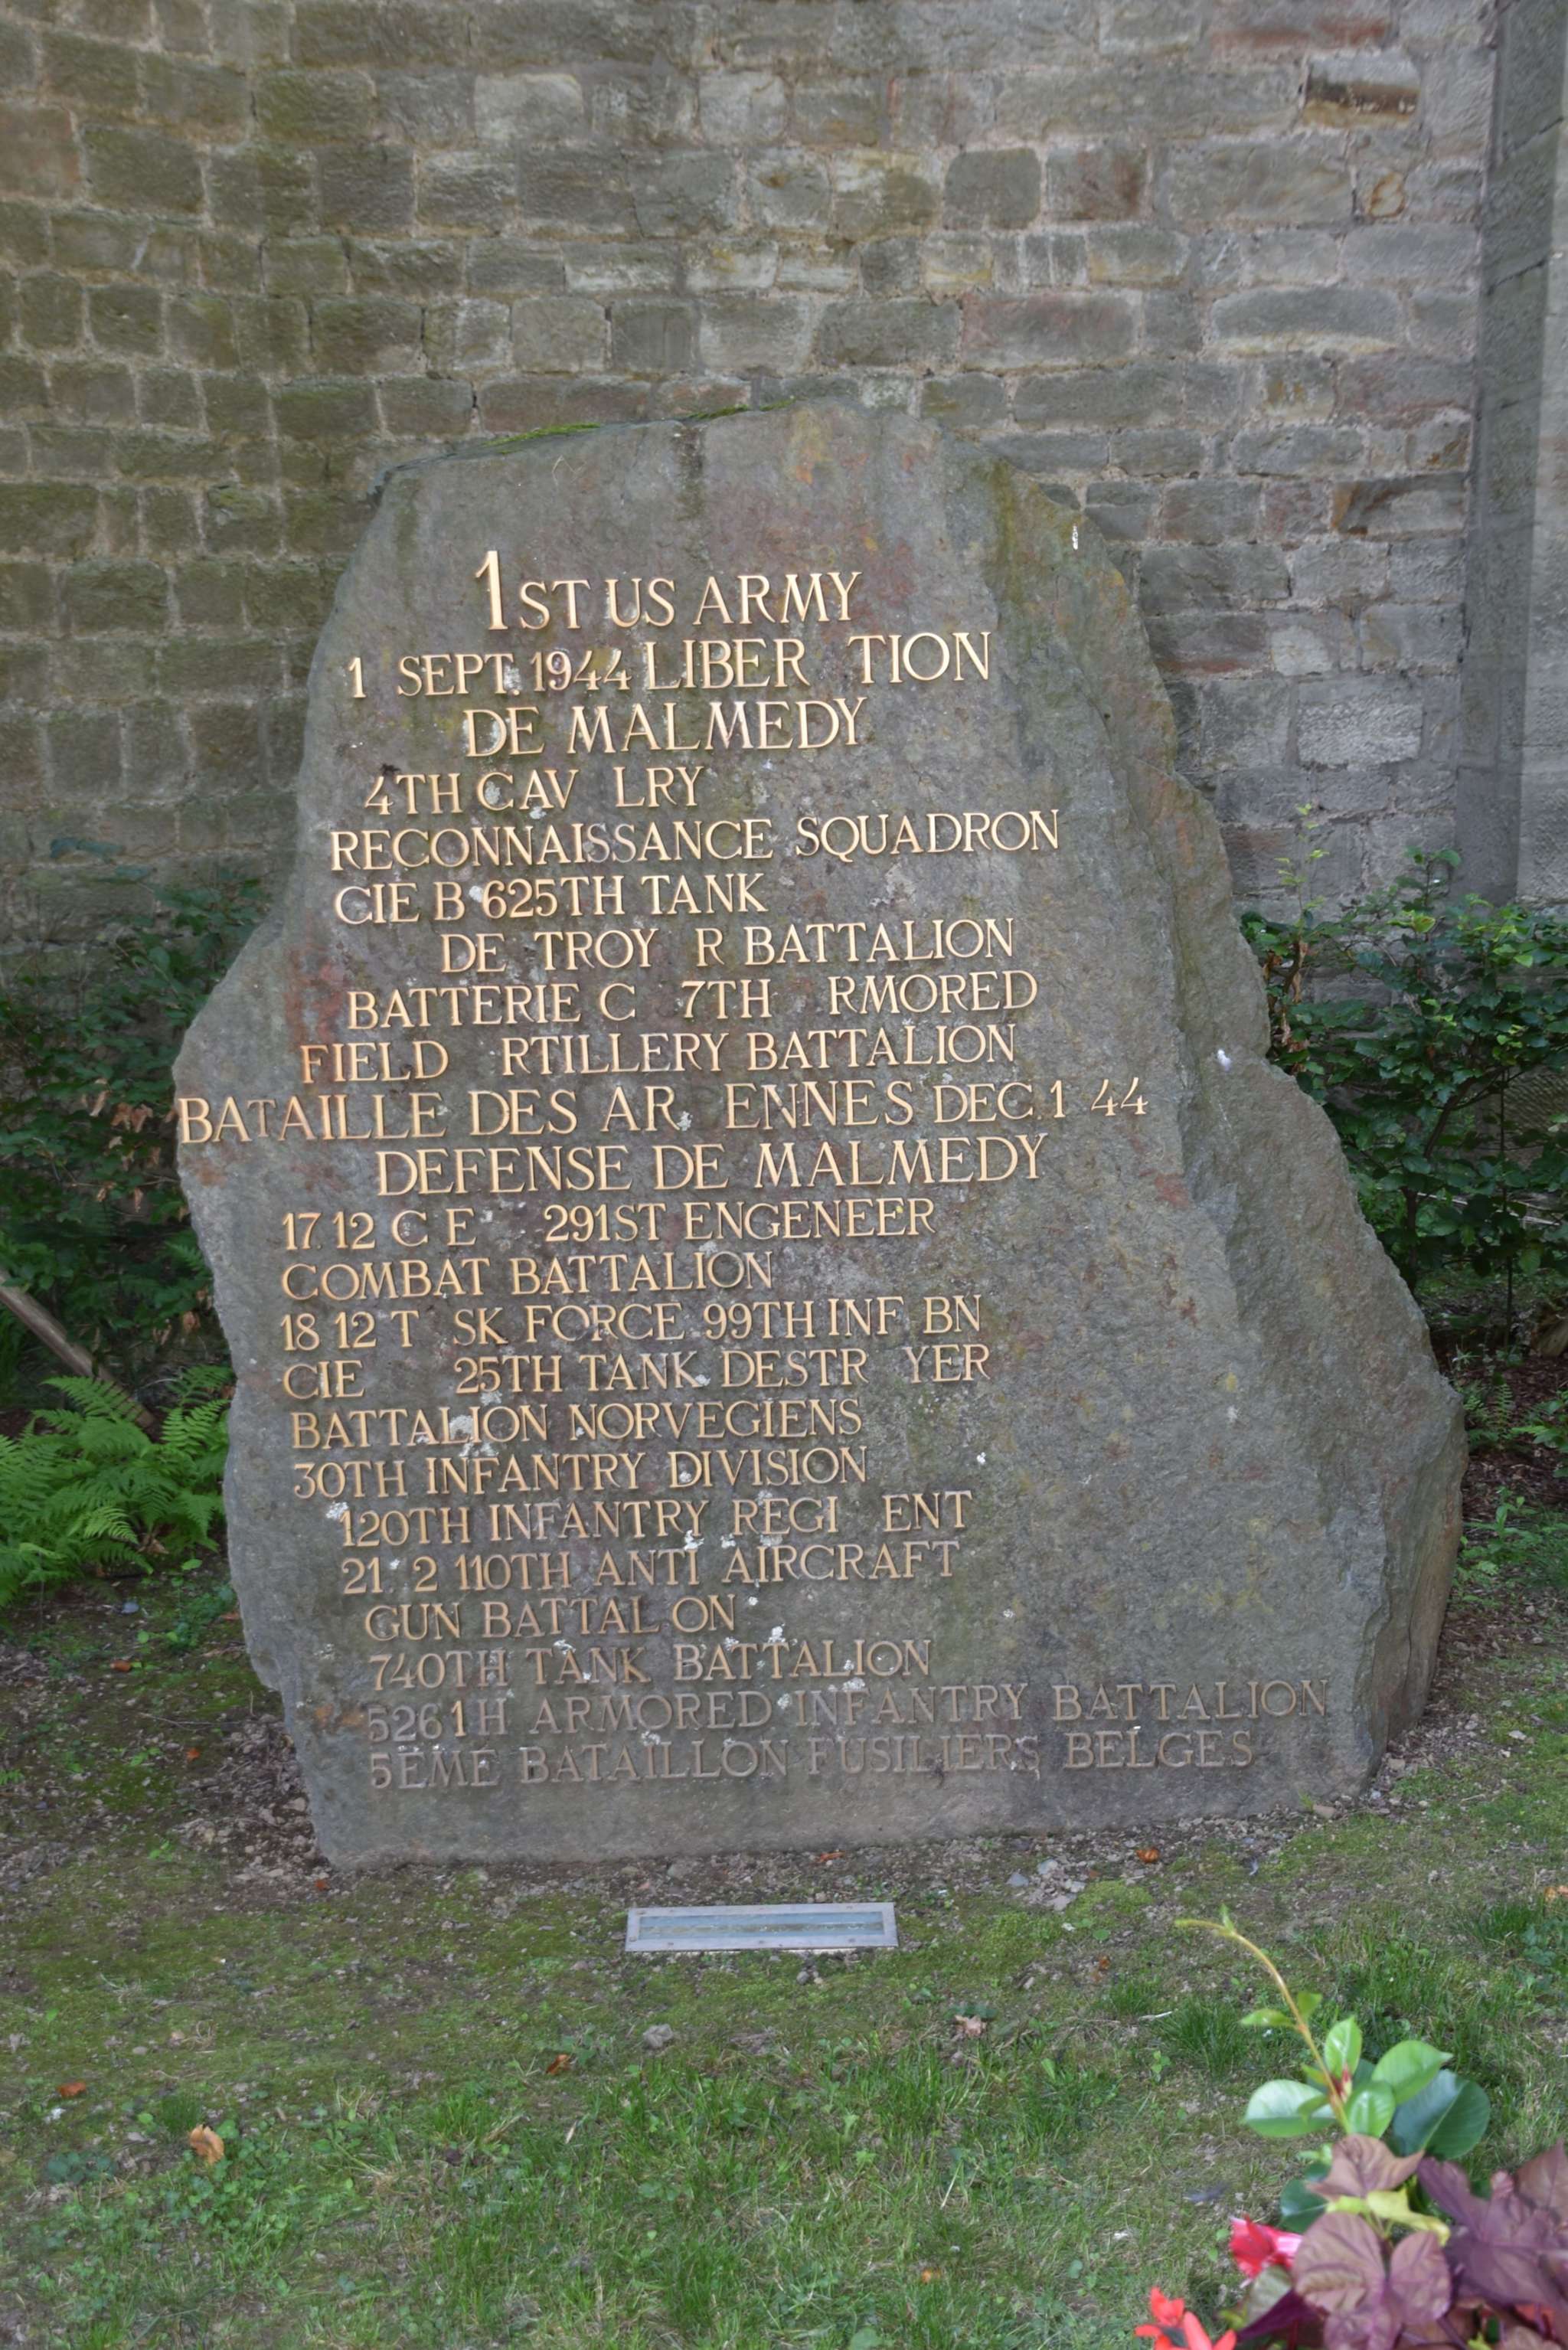 1ST US ARMY
1 SEPT. 1944 LIBER TION
DE MALMEDY
4TH CAV LRY
RECONNAISSANCE SQUADRON
CIE B 625TH TANK
DE TROY R BATTALION
BATTERIE C 7TH RMORED
FIELD RTILLERY BATTALION
BATAILLE DES AR ENNES DEC. 1 44
DEFENSE DE MALMEDY
17.12 C E 291ST ENGENEER
COMBAT BATTALION
18 12 T SK FORCE 99TH INF BN
CIE 25TH TANK DESTR YER
BATTALION NORVEGIENS
30TH INFANTRY DIVISION
120TH INFANTRY REGI ENT
21 2 110TH ANTI AIRCRAFT
GUN BATTAL ON
740TH TANK BATTALION
5261H ARMORED INFANTRY BATTALION
5EME BATAILLON FUSILIERS BELGES